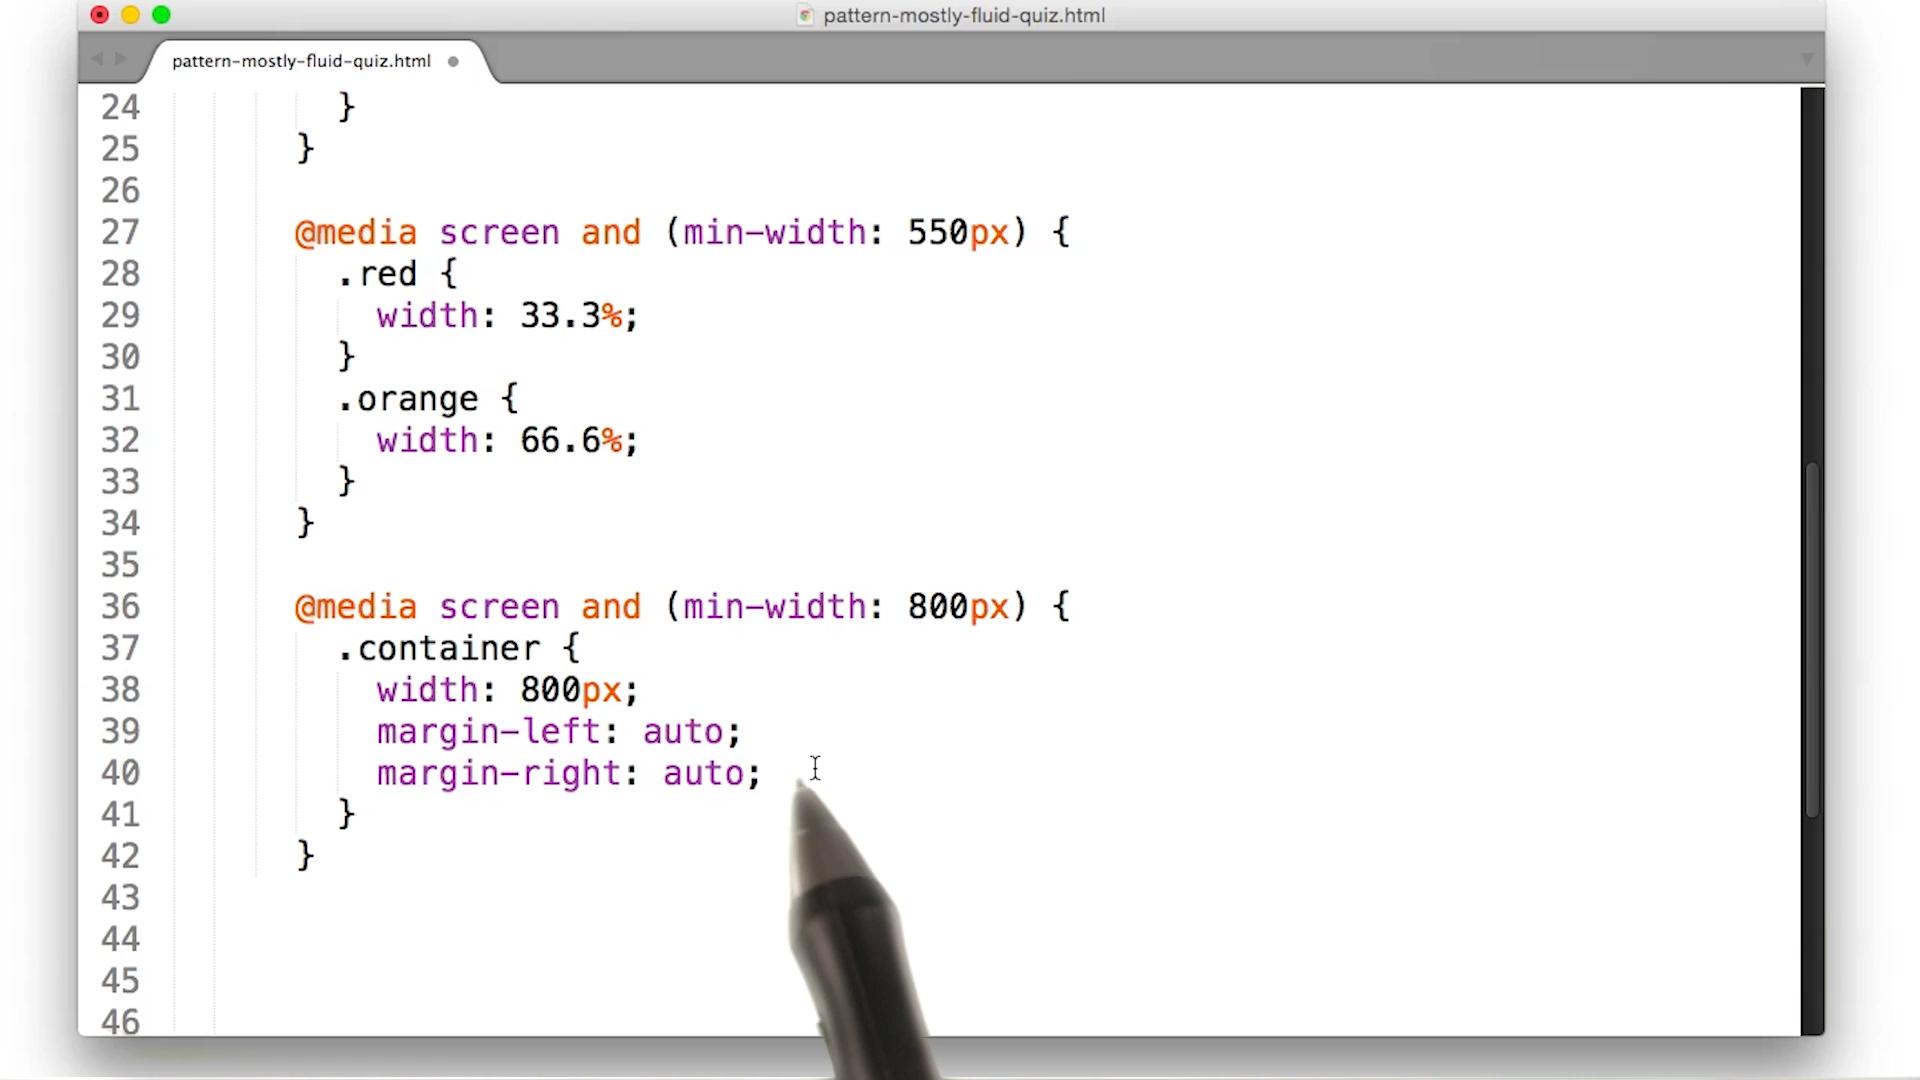 pattern-mostly-fluid-quiz.html
pattern-mostly-fluid-quiz.html
24 }
25 }
26
27 @media screen and (min-width: 550px) {
28 .red {
29 width: 33.3%;
30 }
31 .orange {
32 width: 66.6%;
33 }
34 }
35
36 @media screen and (min-width: 800px) {
37 .container {
38 width: 800px;
39 margin-left: auto;
40 margin-right: auto;
41 }
42 }
43
44
45
46